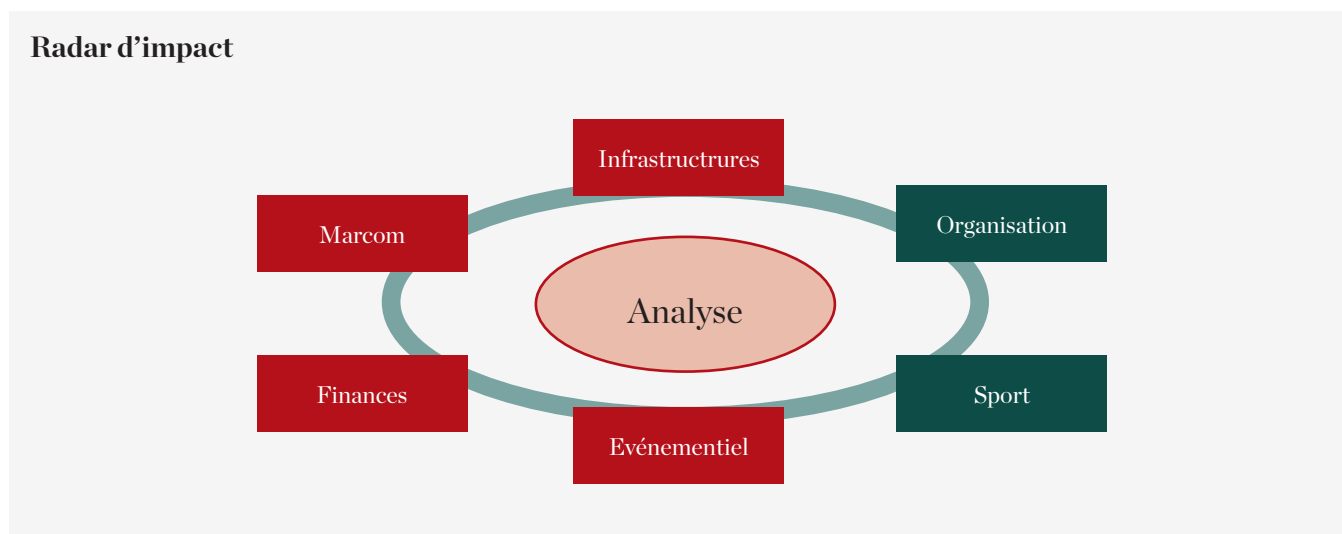 Radar d’impact
Infrastructrures
Marcom
Organisation
Analyse
Finances
Sport
Evénementiel